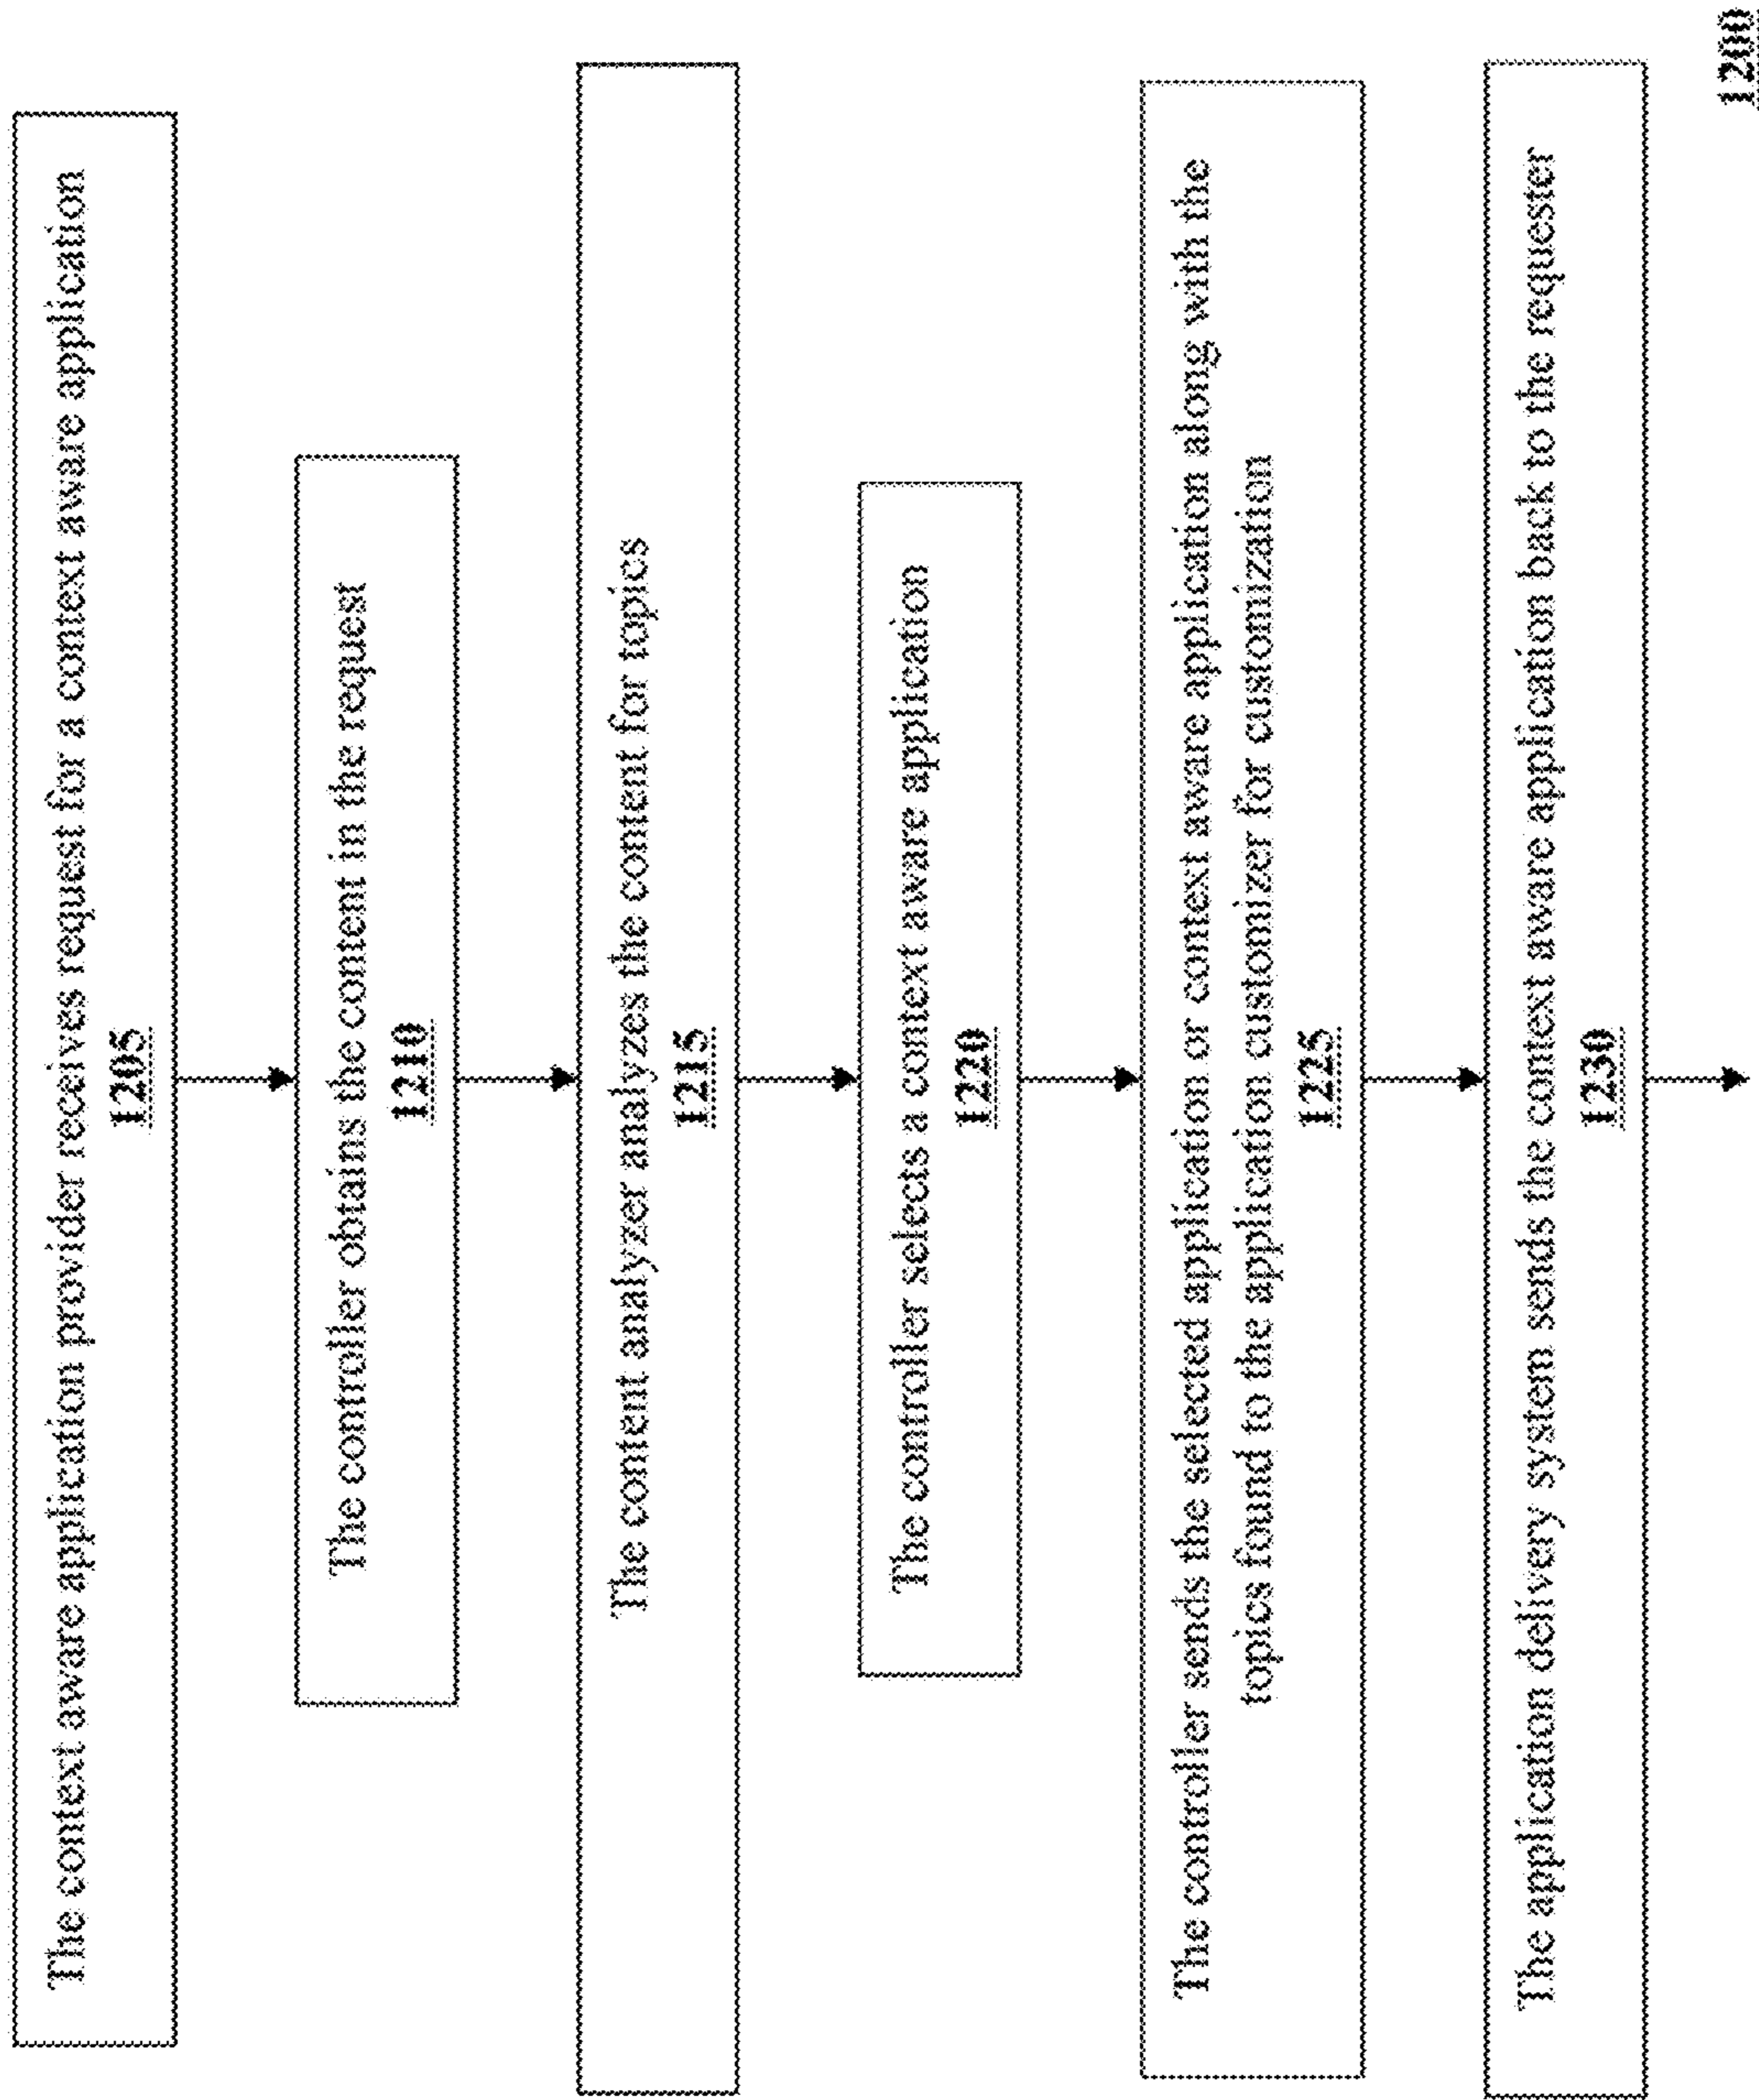 The context aware application provider receives request for a context aware application
1205
The controller obtains the content in the request
1210
The content analyzer analyzes the content for topics
1215
The controller selects a context aware application
1220
The controller sends the selected application or context aware application along with the
topics found to the application customizer for customization
1225
The application delivery system sends the context aware application back to the requester
1230
1200